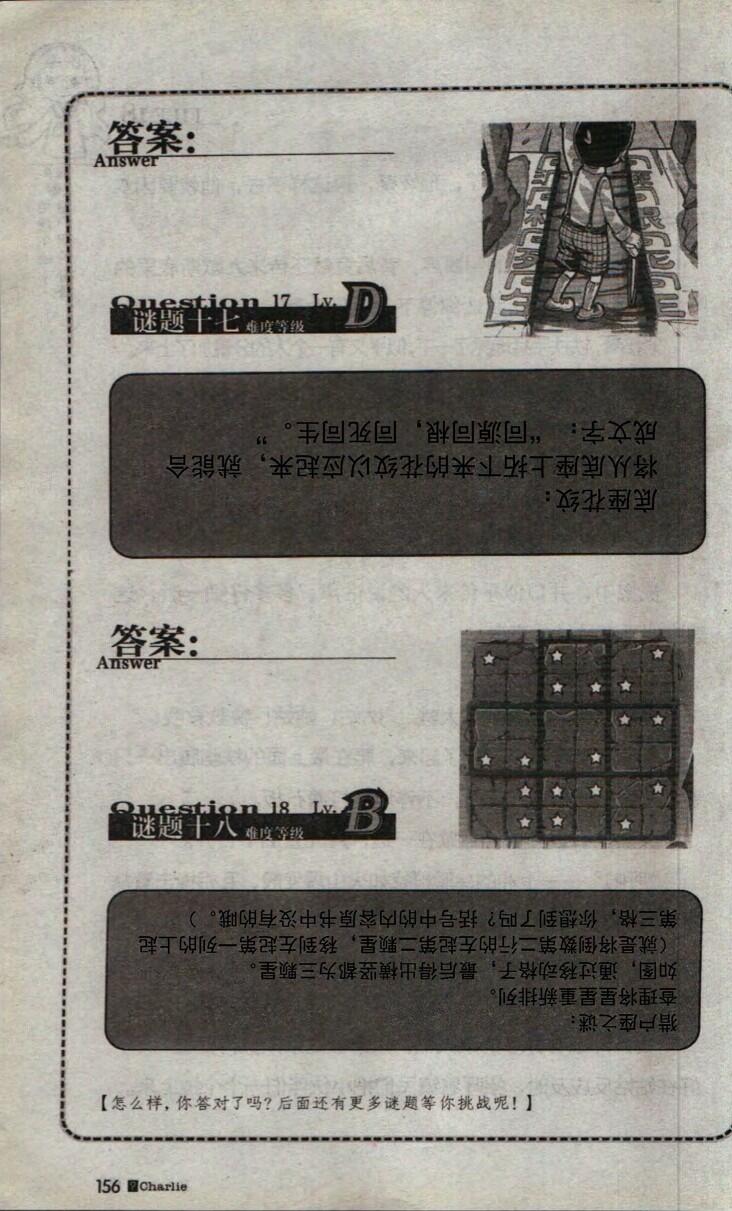 答案：
Answer
Question 17 Lv. D
谜题十七 难度等级
底座花纹：
将从底座上拓下来的花纹以应起来，就能合
成文字：“同源同根，同死同生。”
答案：
Answer
Question 18 Lv. B
谜题十八 难度等级
猎户座之谜：
查理将星星重新排列。
如图，通过移动格子，最后得出横竖都为三颗星。
（就是将倒数第二行的左起第二颗星，移到左起第一列的上起
第三格，你想到了吗？括号中的内容原书中没有的哦。）
【怎么样，你答对了吗？后面还有更多谜题等你挑战呢！】
156 Charlie